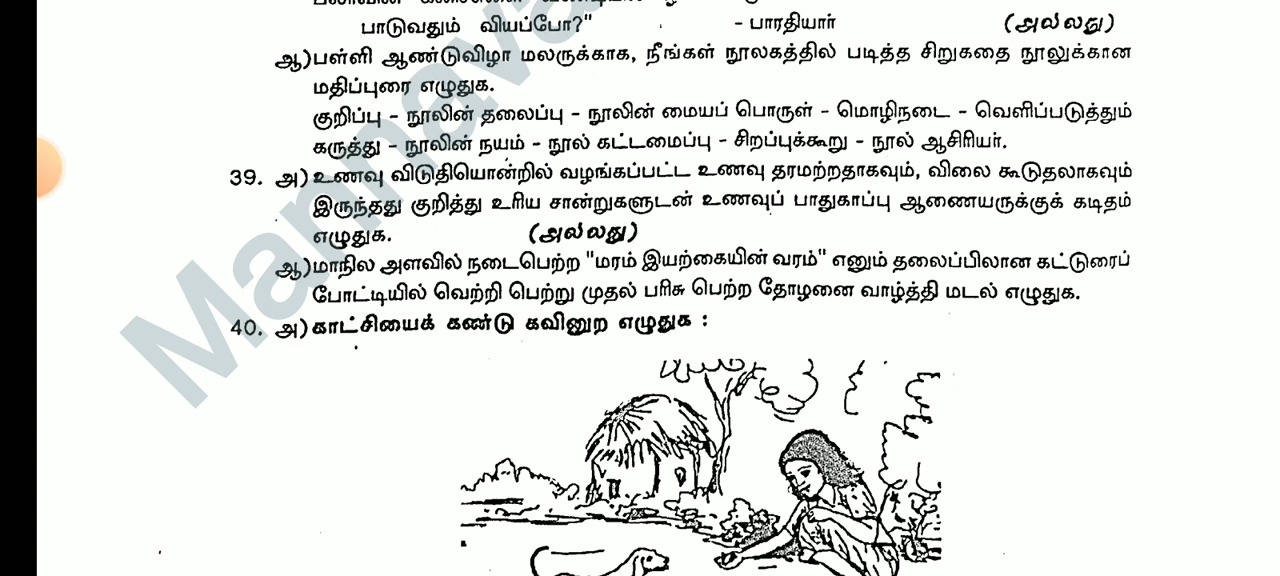 பாடுவதும் வியப்போ?" - பாரதியார் (அல்லது)
ஆ) பள்ளி ஆண்டுவிழா மலருக்காக, நீங்கள் நூலகத்தில் படித்த சிறுகதை நூலுக்கான
மதிப்புரை எழுதுக.
குறிப்பு - நூலின் தலைப்பு - நூலின் மையப் பொருள் - மொழிநடை - வெளிப்படுத்தும்
கருத்து - நூலின் நயம் - நூல் கட்டமைப்பு - சிறப்புக்கூறு - நூல் ஆசிரியர்.
39. அ) உணவு விடுதியொன்றில் வழங்கப்பட்ட உணவு தரமற்றதாகவும், விலை கூடுதலாகவும்
இருந்தது குறித்து உரிய சான்றுகளுடன் உணவுப் பாதுகாப்பு ஆணையருக்குக் கடிதம்
எழுதுக. (அல்லது)
ஆ) மாநில அளவில் நடைபெற்ற "மரம் இயற்கையின் வரம்" எனும் தலைப்பிலான கட்டுரைப்
போட்டியில் வெற்றி பெற்று முதல் பரிசு பெற்ற தோழனை வாழ்த்தி மடல் எழுதுக.
40. அ) காட்சியைக் கண்டு கவினுற எழுதுக :